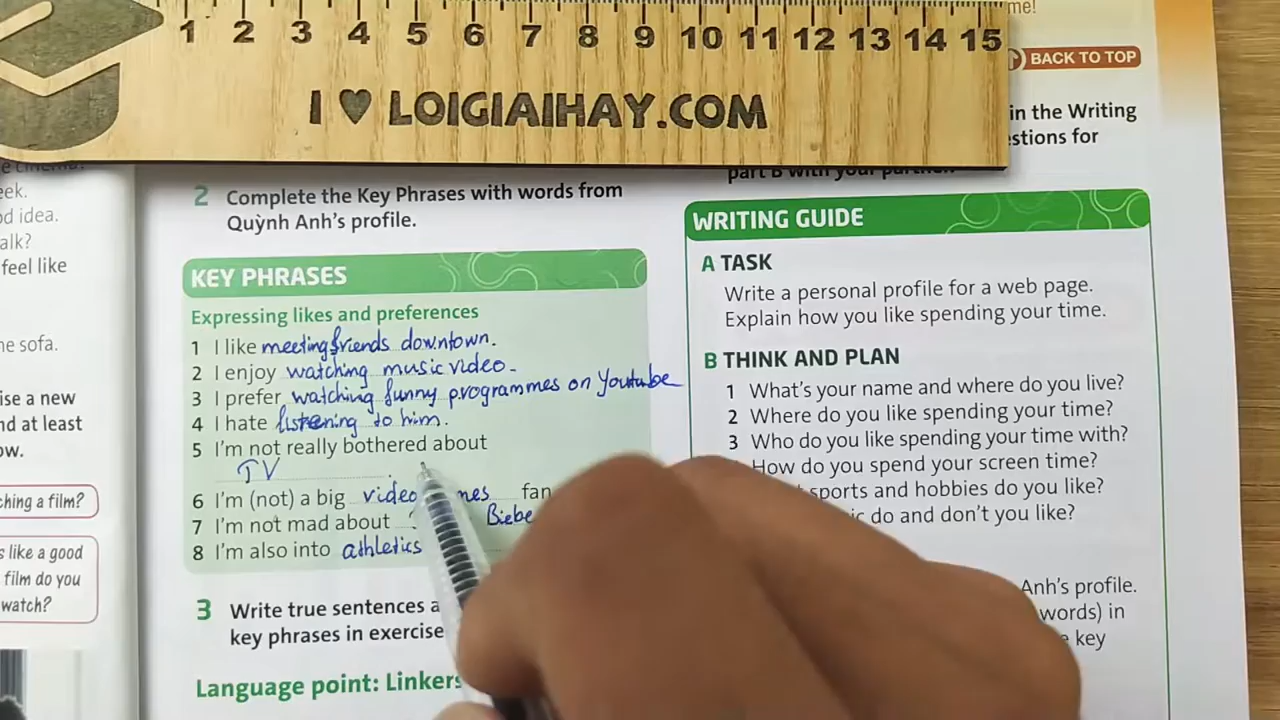 1 2 3 4 5 6 7 8 9 10 11 12 13 14 15
I ♥ LOIGIAIHAY.COM
me!
BACK TO TOP
in the Writing
estions for
part B with your
eek.
d idea.
alk?
feel like
he sofa.
ise a new
nd at least
ow.
ching a film?
s like a good
film do you
watch?
2 Complete the Key Phrases with words from
Quỳnh Anh's profile.
KEY PHRASES
Expressing likes and preferences
1 I like meeting friends downtown.
2 I enjoy watching music video.
3 I prefer watching funny programmes on Youtube
4 I hate listening to him.
5 I'm not really bothered about
TV
6 I'm (not) a big video mes fan
7 I'm not mad about Biebe
8 I'm also into athletics
3 Write true sentences a
key phrases in exercise
Language point: Linkers
WRITING GUIDE
A TASK
Write a personal profile for a web page.
Explain how you like spending your time.
B THINK AND PLAN
1 What's your name and where do you live?
2 Where do you like spending your time?
3 Who do you like spending your time with?
How do you spend your screen time?
sports and hobbies do you like?
ic do and don't you like?
Anh's profile.
words) in
key